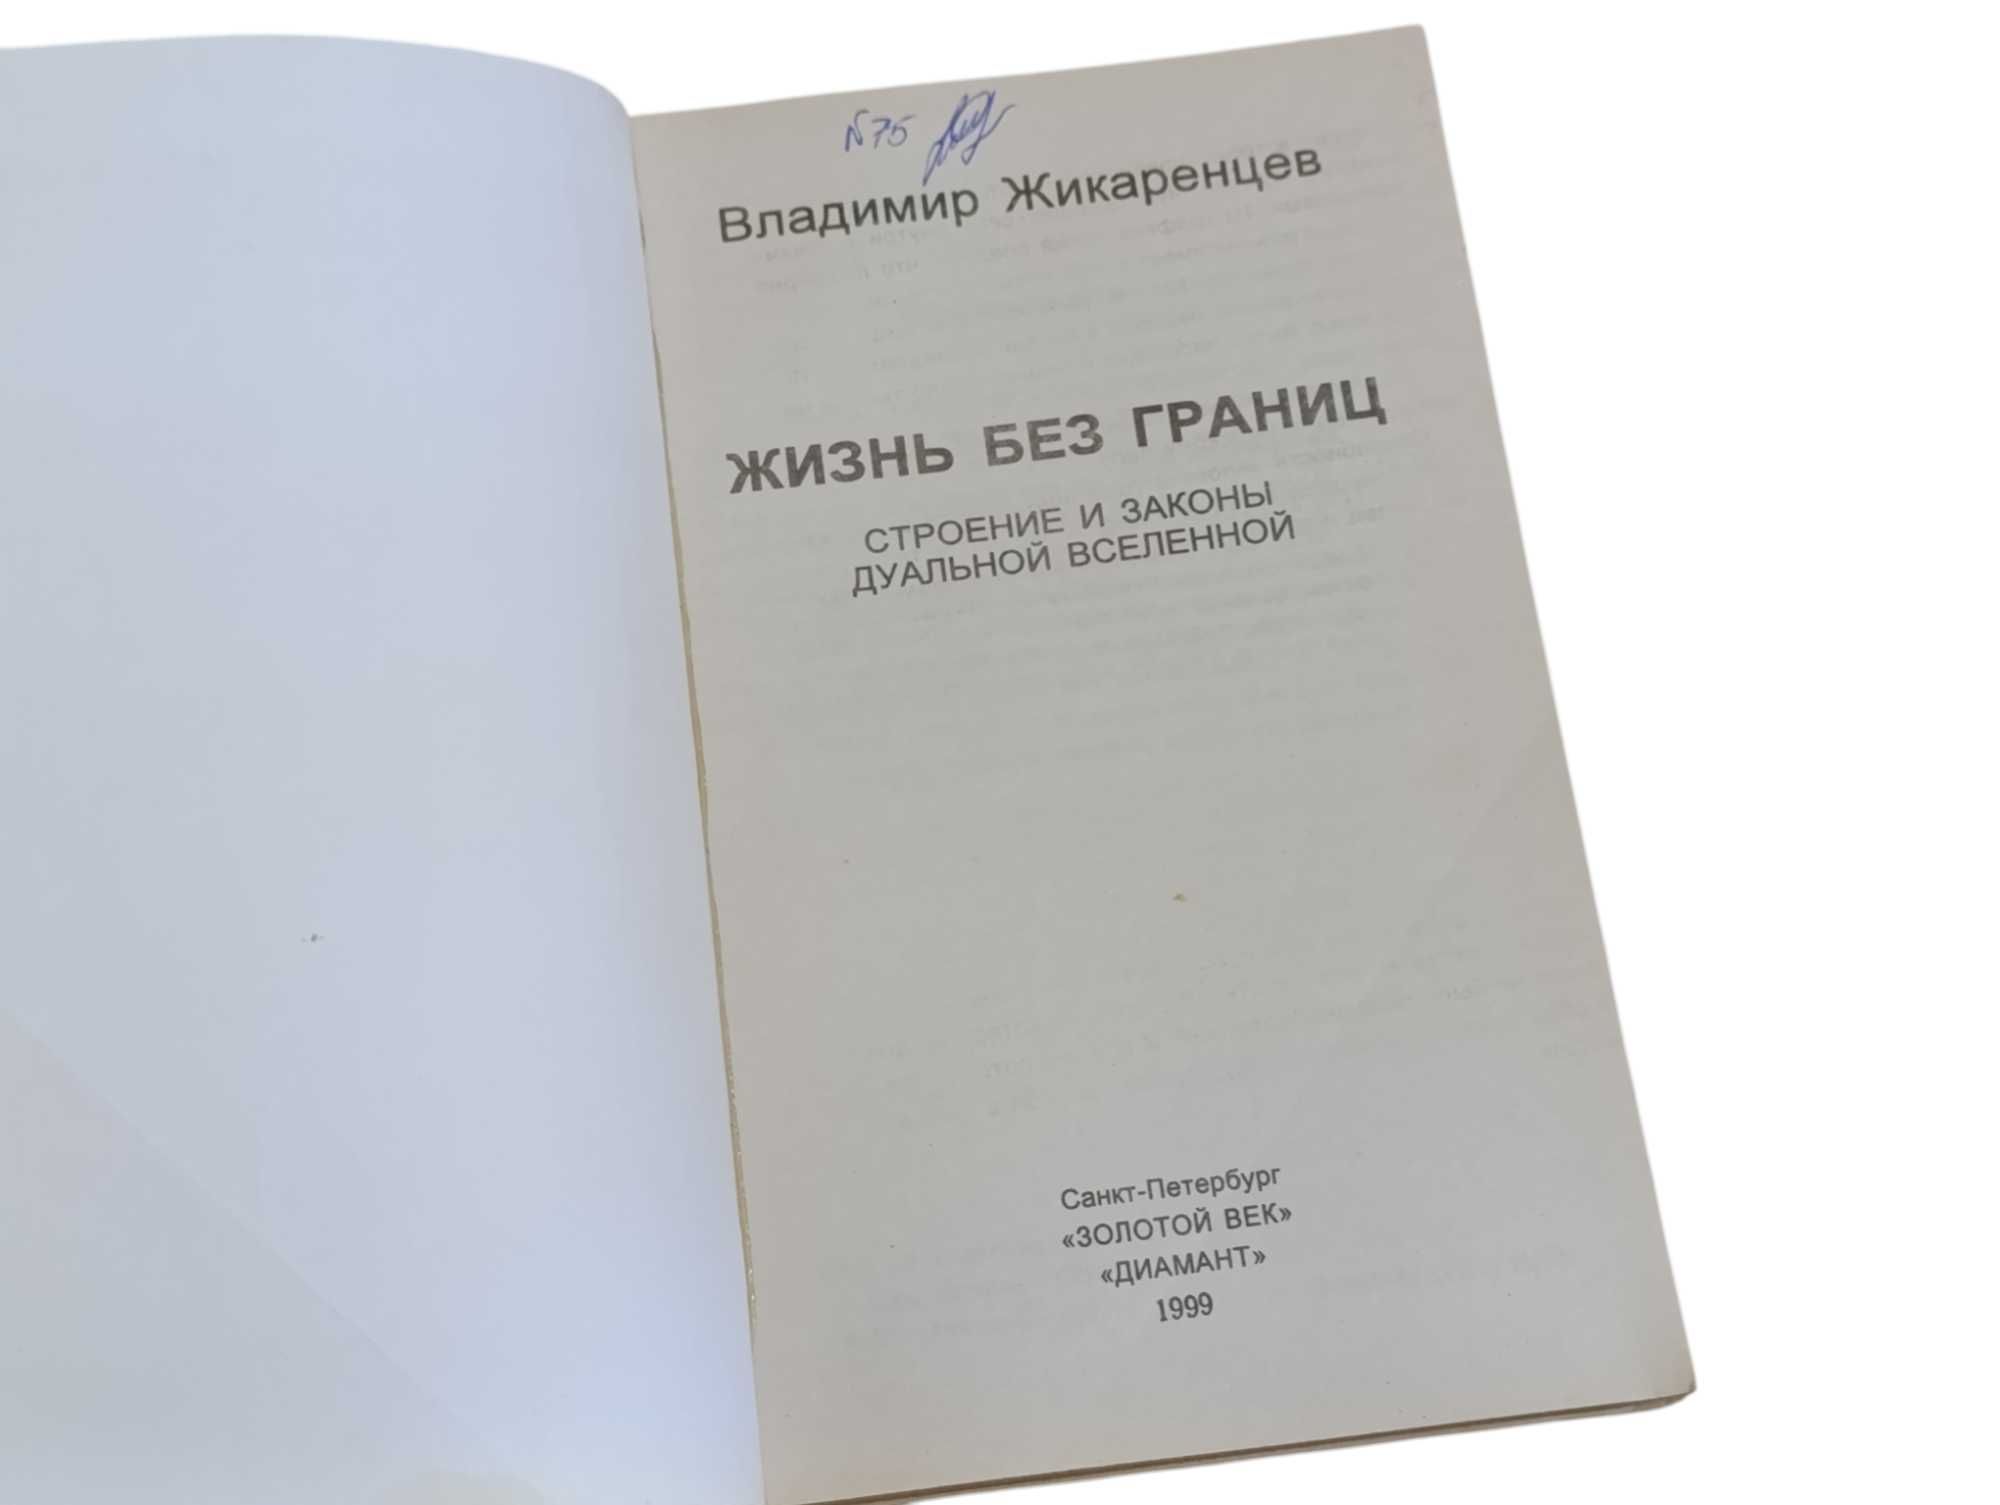 N75
Владимир Жикаренцев
ЖИЗНЬ БЕЗ ГРАНИЦ
СТРОЕНИЕ И ЗАКОНЫ
ДУАЛЬНОЙ ВСЕЛЕННОЙ
Санкт-Петербург
«ЗОЛОТОЙ ВЕК»
«ДИАМАНТ»
1999